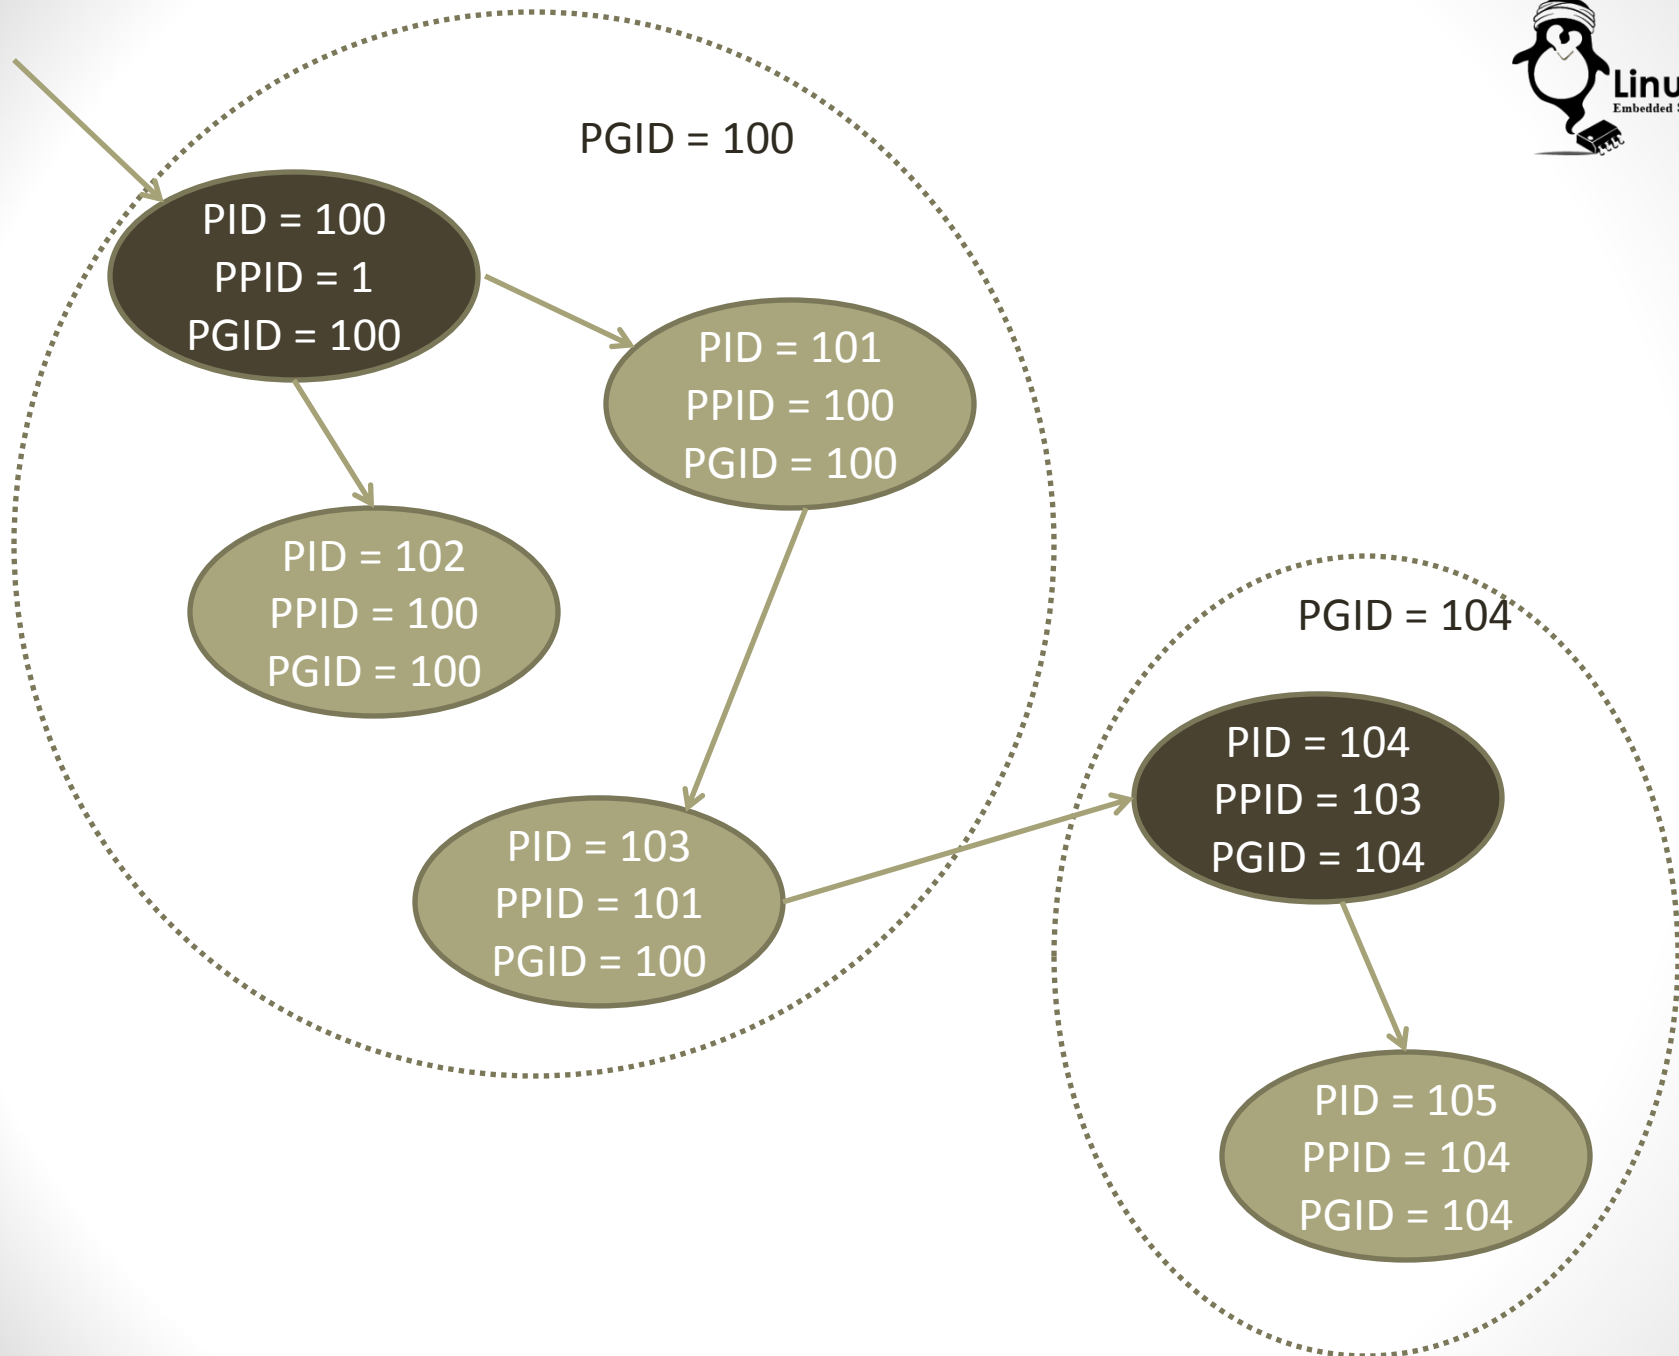 Linu
Embedded S
PGID = 100
PID = 100
PPID = 1
PGID = 100
PID = 101
PPID = 100
PGID = 100
PID = 102
PPID = 100
PGID = 100
PID = 103
PPID = 101
PGID = 100
PGID = 104
PID = 104
PPID = 103
PGID = 104
PID = 105
PPID = 104
PGID = 104